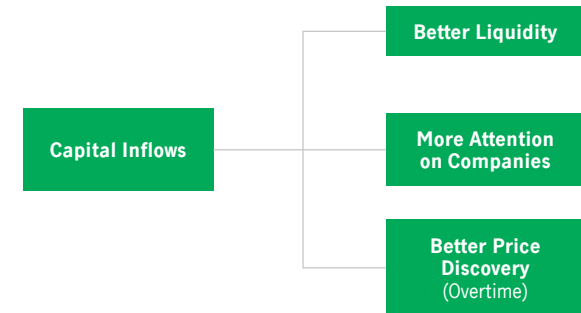 Better Liquidity
Capital Inflows
More Attention
on Companies
Better Price
Discovery
(Overtime)